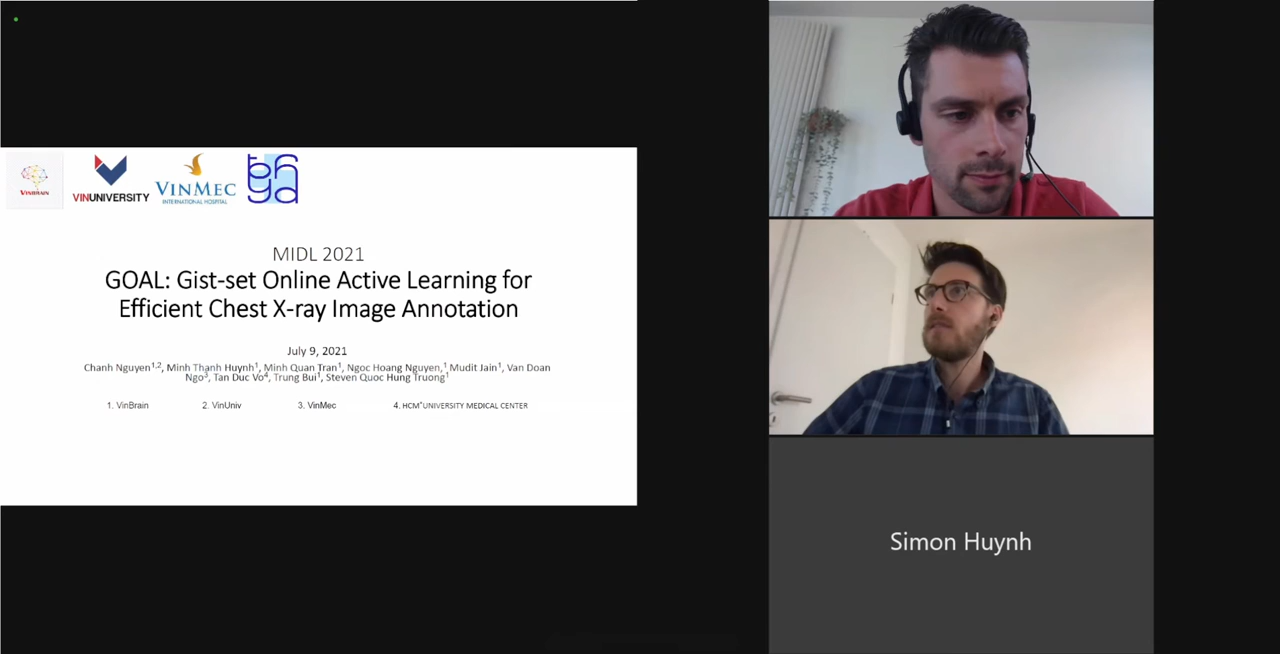 VINBRAIN
VINUNIVERSITY
VINMEC
INTERNATIONAL HOSPITAL
MIDL 2021
GOAL: Gist-set Online Active Learning for
Efficient Chest X-ray Image Annotation
July 9, 2021
Chanh Nguyen1,2, Minh Thanh Huynh1, Minh Quan Tran1, Ngoc Hoang Nguyen,1 Mudit Jain1, Van Doan
Ngo3, Tan Duc Vo4, Trung Bui1, Steven Quoc Hung Truong1
1. VinBrain 2. VinUniv 3. VinMec 4. HCM"UNIVERSITY MEDICAL CENTER
Simon Huynh